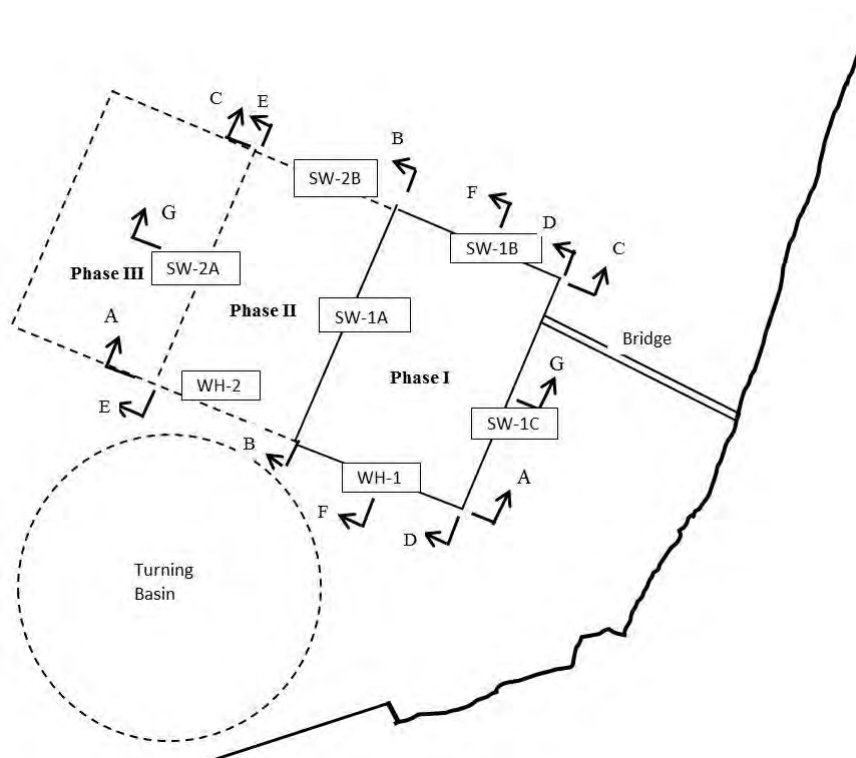 C
E
B
SW-2B
F
D
G
SW-1B
C
Phase III
SW-2A
Phase II
SW-1A
A
Bridge
Phase I
G
WH-2
E
SW-1C
B
WH-1
A
F
D
Turning
Basin